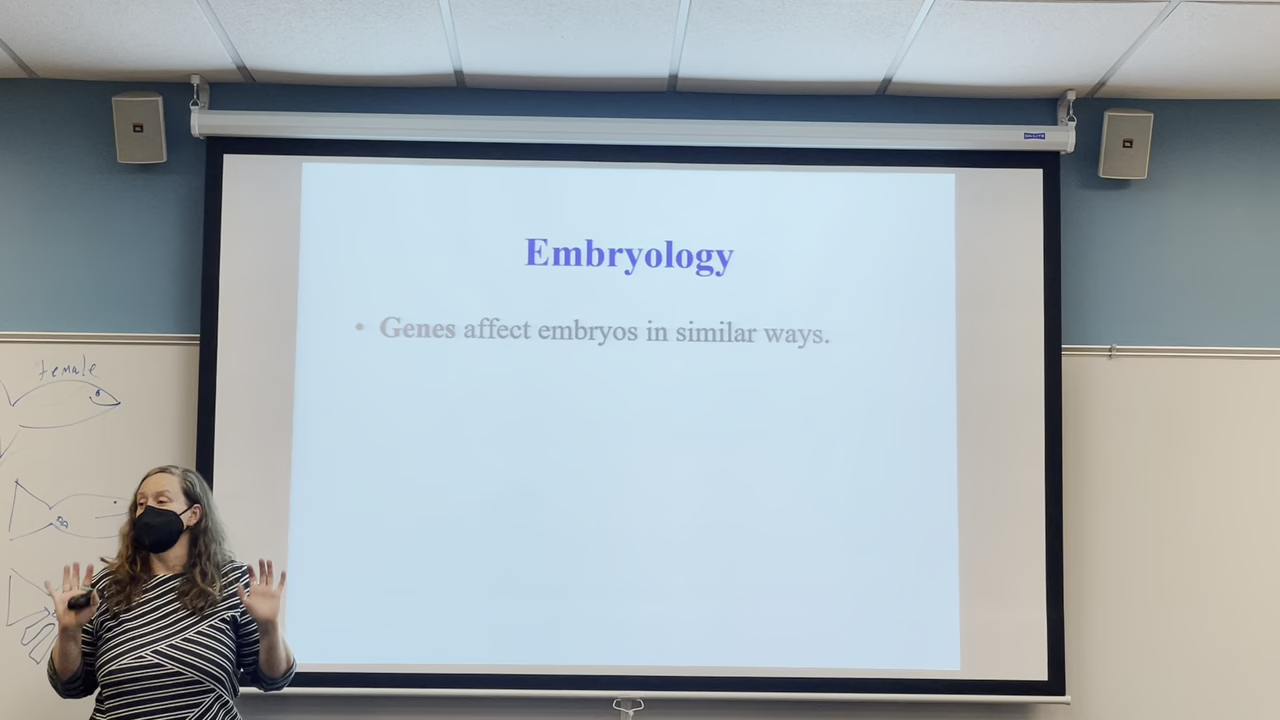 Embryology
• Genes affect embryos in similar ways.
female